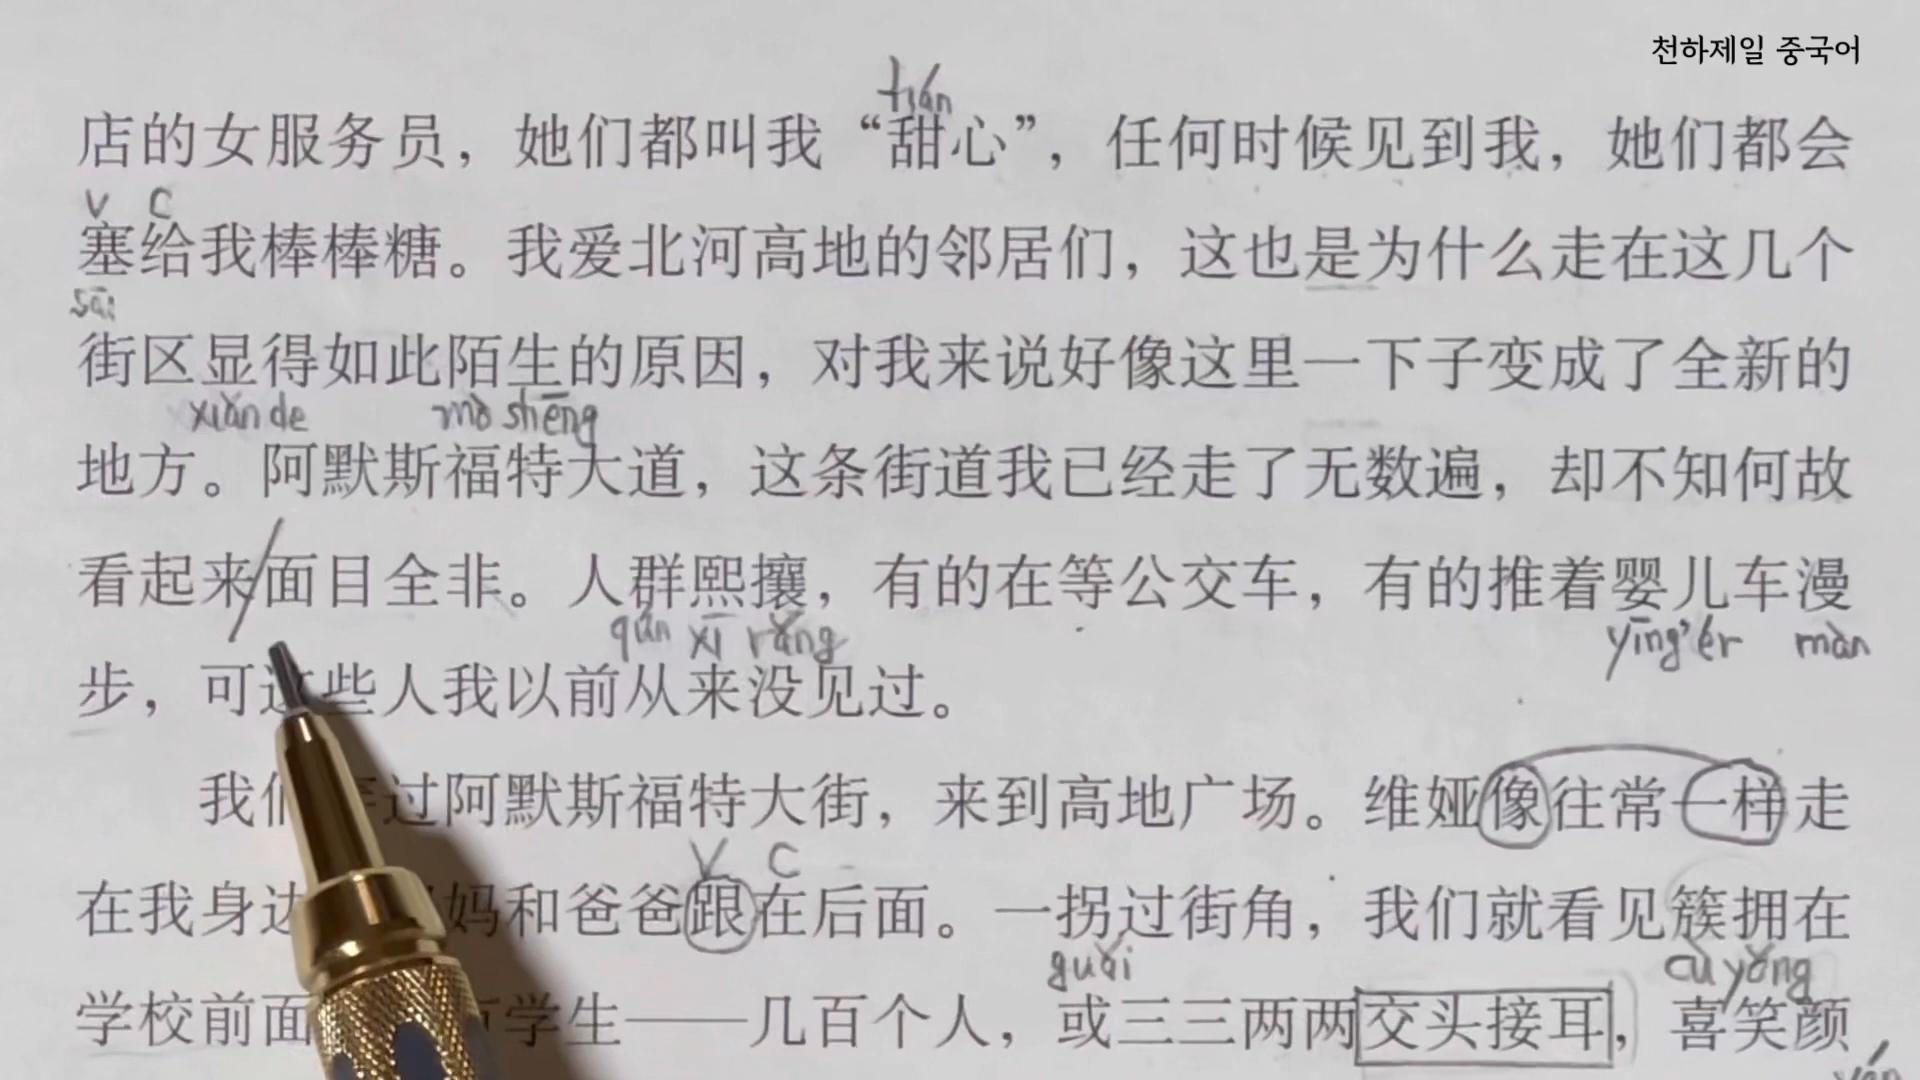 천하제일 중국어
tián
店的女服务员，她们都叫我“甜心”，任何时候见到我，她们都会
V C
塞给我棒棒糖。我爱北河高地的邻居们，这也是为什么走在这几个
sāi
街区显得如此陌生的原因，对我来说好像这里一下子变成了全新的
xiǎn de mò shēng
地方。阿默斯福特大道，这条街道我已经走了无数遍，却不知何故
看起来/面目全非。人群熙攘，有的在等公交车，有的推着婴儿车漫
qún xī rǎng yīng'ér màn
步，可这些人我以前从来没见过。
我们 过阿默斯福特大街，来到高地广场。维娅像往常一样走
V C
在我身边 妈和爸爸跟在后面。一拐过街角，我们就看见簇拥在
guǎi cù yōng
学校前面 学生——几百个人，或三三两两交头接耳，喜笑颜
yán